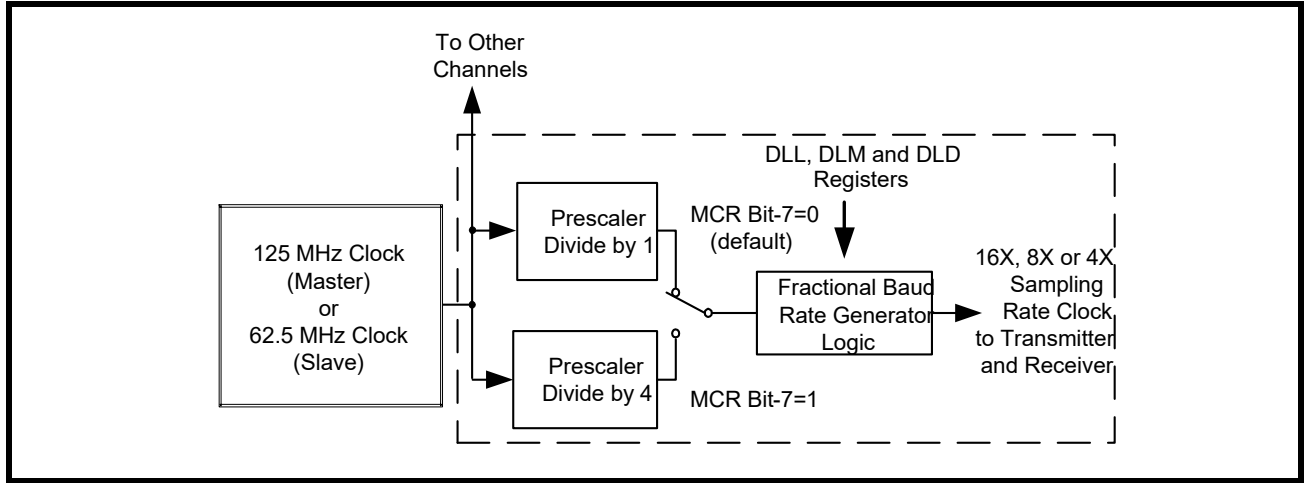 To Other
Channels
DLL, DLM and DLD
Registers
Prescaler
Divide by 1
MCR Bit-7=0
(default)
125 MHz Clock
(Master)
or
62.5 MHz Clock
(Slave)
Fractional Baud
Rate Generator
Logic
16X, 8X or 4X
Sampling
Rate Clock
to Transmitter
and Receiver
Prescaler
Divide by 4
MCR Bit-7=1